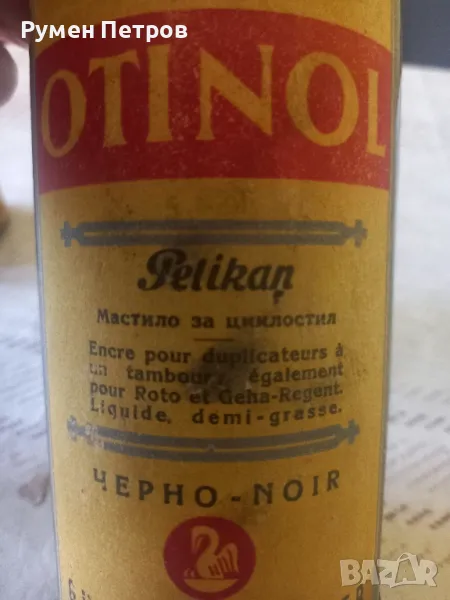 Румен Петров
OTINOL
Pelikan
Мастило за циклостил
Encre pour duplicateurs à
un tambour, également
pour Roto et Geha-Regent.
Liquide, demi-grasse.
ЧЕРНО - NOIR
BAZAR